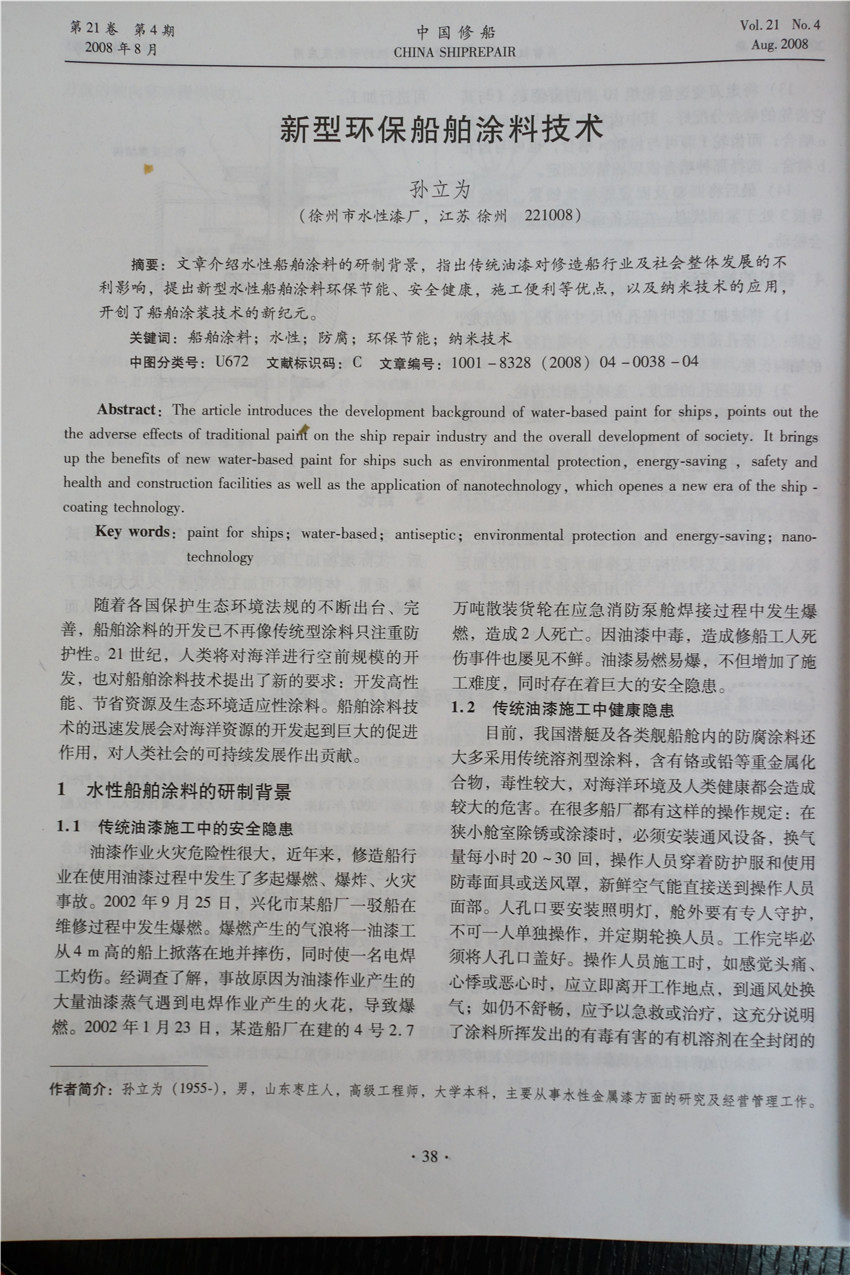 第 21 卷　第 4 期
2008 年 8 月
中 国 修 船
CHINA SHIPREPAIR
Vol. 21　No. 4
Aug. 2008
新型环保船舶涂料技术
孙立为
（徐州市水性漆厂，江苏 徐州　221008）
摘要：文章介绍水性船舶涂料的研制背景，指出传统油漆对修造船行业及社会整体发展的不
利影响，提出新型水性船舶涂料环保节能、安全健康，施工便利等优点，以及纳米技术的应用，
开创了船舶涂装技术的新纪元。
关键词：船舶涂料；水性；防腐；环保节能；纳米技术
中图分类号：U672　文献标识码：C　文章编号：1001－8328（2008）04－0038－04
Abstract：The article introduces the development background of water-based paint for ships，points out the
the adverse effects of traditional paint on the ship repair industry and the overall development of society. It brings
up the benefits of new water-based paint for ships such as environmental protection，energy-saving ，safety and
health and construction facilities as well as the application of nanotechnology，which openes a new era of the ship -
coating technology.
Key words：paint for ships；water-based；antiseptic；environmental protection and energy-saving；nano-
technology
随着各国保护生态环境法规的不断出台、完
善，船舶涂料的开发已不再像传统型涂料只注重防
护性。21 世纪，人类将对海洋进行空前规模的开
发，也对船舶涂料技术提出了新的要求：开发高性
能、节省资源及生态环境适应性涂料。船舶涂料技
术的迅速发展会对海洋资源的开发起到巨大的促进
作用，对人类社会的可持续发展作出贡献。
1　水性船舶涂料的研制背景
1.1　传统油漆施工中的安全隐患
油漆作业火灾危险性很大，近年来，修造船行
业在使用油漆过程中发生了多起爆燃、爆炸、火灾
事故。2002 年 9 月 25 日，兴化市某船厂一驳船在
维修过程中发生爆燃。爆燃产生的气浪将一油漆工
从 4 m 高的船上掀落在地并摔伤，同时使一名电焊
工灼伤。经调查了解，事故原因为油漆作业产生的
大量油漆蒸气遇到电焊作业产生的火花，导致爆
燃。2002 年 1 月 23 日，某造船厂在建的 4 号 2.7
万吨散装货轮在应急消防泵舱焊接过程中发生爆
燃，造成 2 人死亡。因油漆中毒，造成修船工人死
伤事件也屡见不鲜。油漆易燃易爆，不但增加了施
工难度，同时存在着巨大的安全隐患。
1.2　传统油漆施工中健康隐患
目前，我国潜艇及各类舰船舱内的防腐涂料还
大多采用传统溶剂型涂料，含有铬或铅等重金属化
合物，毒性较大，对海洋环境及人类健康都会造成
较大的危害。在很多船厂都有这样的操作规定：在
狭小舱室除锈或涂漆时，必须安装通风设备，换气
量每小时 20 ~ 30 回，操作人员穿着防护服和使用
防毒面具或送风罩，新鲜空气能直接送到操作人员
面部。人孔口要安装照明灯，舱外要有专人守护，
不可一人单独操作，并定期轮换人员。工作完毕必
须将人孔口盖好。操作人员施工时，如感觉头痛、
心悸或恶心时，应立即离开工作地点，到通风处换
气；如仍不舒畅，应予以急救或治疗，这充分说明
了涂料所挥发出的有毒有害的有机溶剂在全封闭的
作者简介：孙立为（1955-），男，山东枣庄人，高级工程师，大学本科，主要从事水性金属漆方面的研究及经营管理工作。
· 38 ·